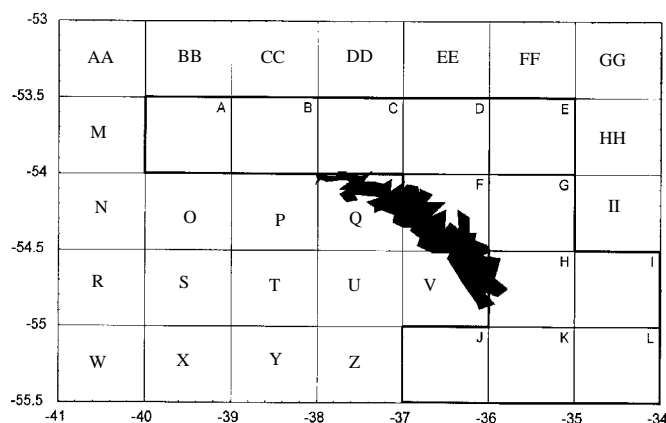 -53
AA BB CC DD EE FF GG
-53.5
M A B C D E HH
-54
N O P Q F G II
-54.5
R S T U V H I
-55
W X Y Z J K L
-55.5
-41 -40 -39 -38 -37 -36 -35 -34